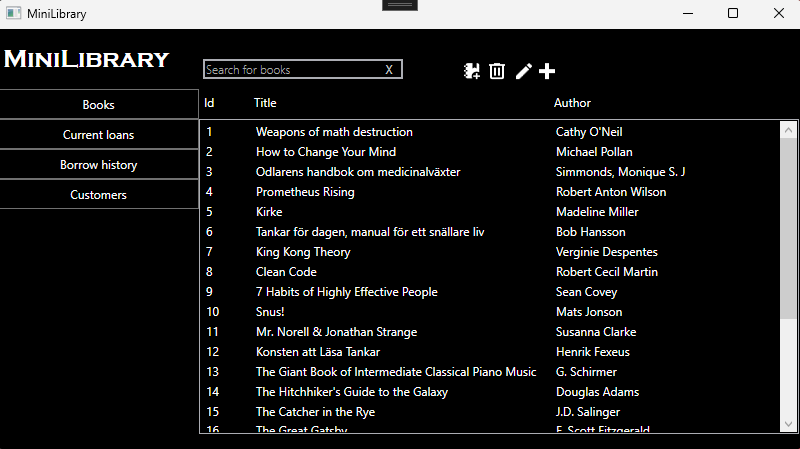 MiniLibrary
MINILIBRARY
Search for books X
Books
Current loans
Borrow history
Customers
Id Title Author
1 Weapons of math destruction Cathy O'Neil
2 How to Change Your Mind Michael Pollan
3 Odlarens handbok om medicinalväxter Simmonds, Monique S. J
4 Prometheus Rising Robert Anton Wilson
5 Kirke Madeline Miller
6 Tankar för dagen, manual för ett snällare liv Bob Hansson
7 King Kong Theory Verginie Despentes
8 Clean Code Robert Cecil Martin
9 7 Habits of Highly Effective People Sean Covey
10 Snus! Mats Jonson
11 Mr. Norell & Jonathan Strange Susanna Clarke
12 Konsten att Läsa Tankar Henrik Fexeus
13 The Giant Book of Intermediate Classical Piano Music G. Schirmer
14 The Hitchhiker's Guide to the Galaxy Douglas Adams
15 The Catcher in the Rye J.D. Salinger
16 The Great Gatsby F. Scott Fitzgerald